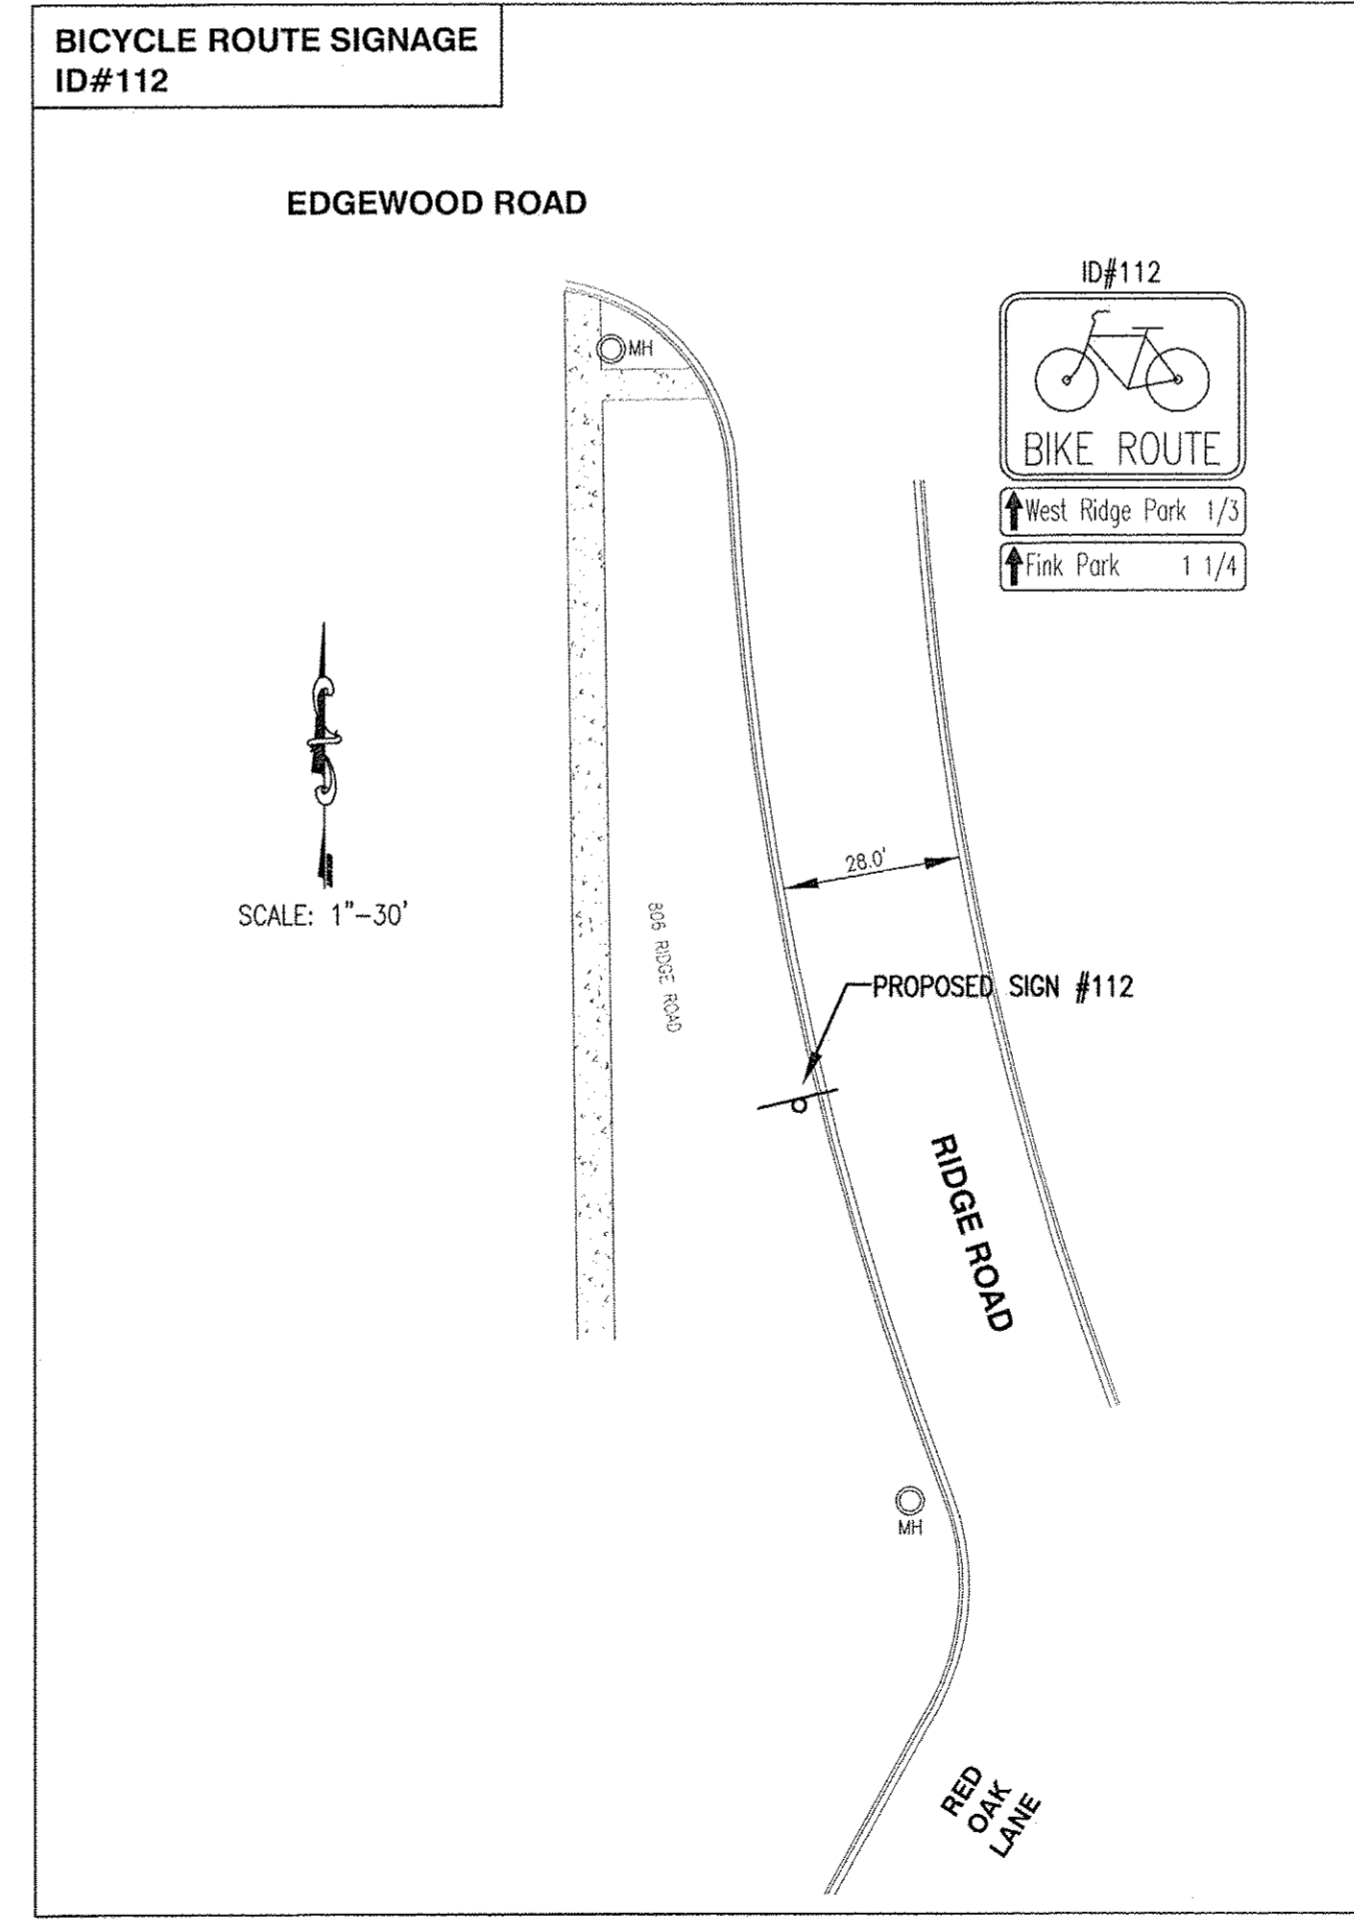 BICYCLE ROUTE SIGNAGE
ID#112
EDGEWOOD ROAD
ID#112
BIKE ROUTE
West Ridge Park 1/3
Fink Park 1 1/4
MH
28.0'
SCALE: 1"-30'
806 RIDGE ROAD
PROPOSED SIGN #112
RIDGE ROAD
MH
RED
OAK
LANE